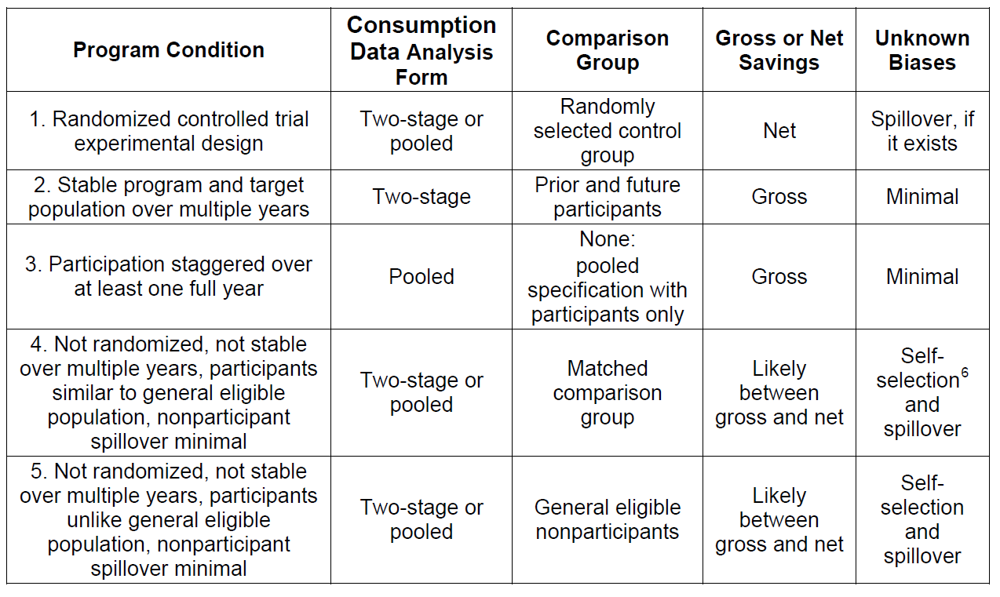 Program Condition
Consumption
Data Analysis
Form
Comparison
Group
Gross or Net
Savings
Unknown
Biases
1. Randomized controlled trial
experimental design
Two-stage or
pooled
Randomly
selected control
group
Net
Spillover, if
it exists
2. Stable program and target
population over multiple years
Two-stage
Prior and future
participants
Gross
Minimal
3. Participation staggered over
at least one full year
Pooled
None:
pooled
specification with
participants only
Gross
Minimal
4. Not randomized, not stable
over multiple years, participants
similar to general eligible
population, nonparticipant
spillover minimal
Two-stage or
pooled
Matched
comparison
group
Likely
between
gross and net
Self-
selection6
and
spillover
5. Not randomized, not stable
over multiple years, participants
unlike general eligible
population, nonparticipant
spillover minimal
Two-stage or
pooled
General eligible
nonparticipants
Likely
between
gross and net
Self-
selection
and
spillover